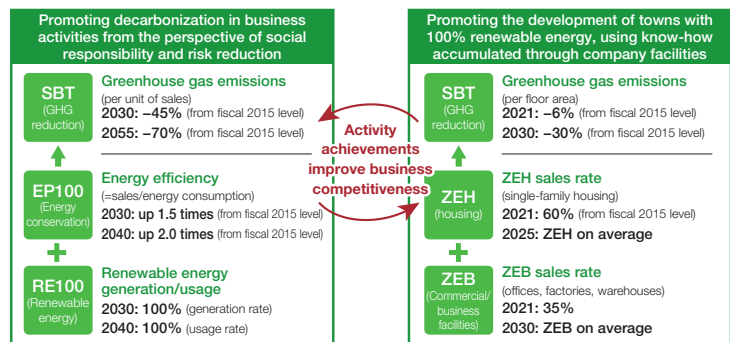 Promoting decarbonization in business
activities from the perspective of social
responsibility and risk reduction
SBT
(GHG
reduction)
Greenhouse gas emissions
(per unit of sales)
2030: −45% (from fiscal 2015 level)
2055: −70% (from fiscal 2015 level)
EP100
(Energy
conservation)
Energy efficiency
(=sales/energy consumption)
2030: up 1.5 times (from fiscal 2015 level)
2040: up 2.0 times (from fiscal 2015 level)
RE100
(Renewable
energy)
Renewable energy
generation/usage
2030: 100% (generation rate)
2040: 100% (usage rate)
Activity
achievements
improve business
competitiveness
Promoting the development of towns with
100% renewable energy, using know-how
accumulated through company facilities
SBT
(GHG
reduction)
Greenhouse gas emissions
(per floor area)
2021: −6% (from fiscal 2015 level)
2030: −30% (from fiscal 2015 level)
ZEH
(housing)
ZEH sales rate
(single-family housing)
2021: 60% (from fiscal 2015 level)
2025: ZEH on average
ZEB
(Commercial/
business
facilities)
ZEB sales rate
(offices, factories, warehouses)
2021: 35%
2030: ZEB on average